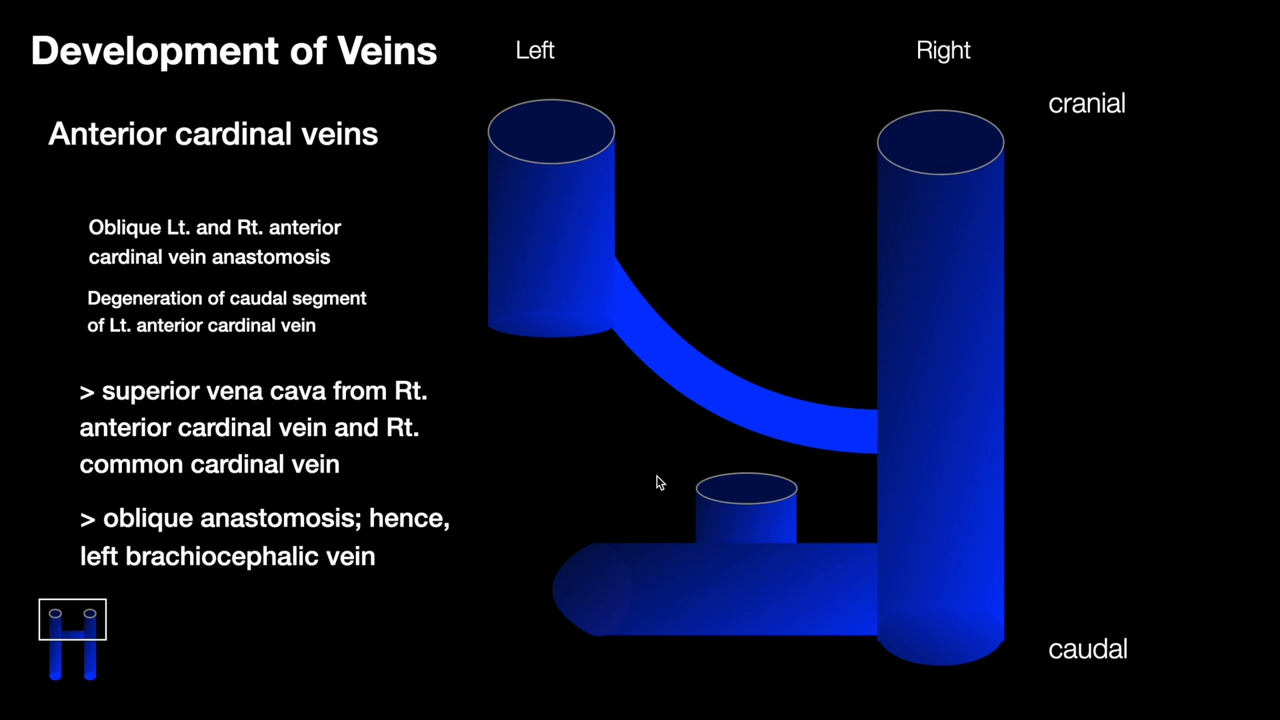 Development of Veins
Left
Right
cranial
Anterior cardinal veins
Oblique Lt. and Rt. anterior
cardinal vein anastomosis
Degeneration of caudal segment
of Lt. anterior cardinal vein
> superior vena cava from Rt.
anterior cardinal vein and Rt.
common cardinal vein
> oblique anastomosis; hence,
left brachiocephalic vein
caudal